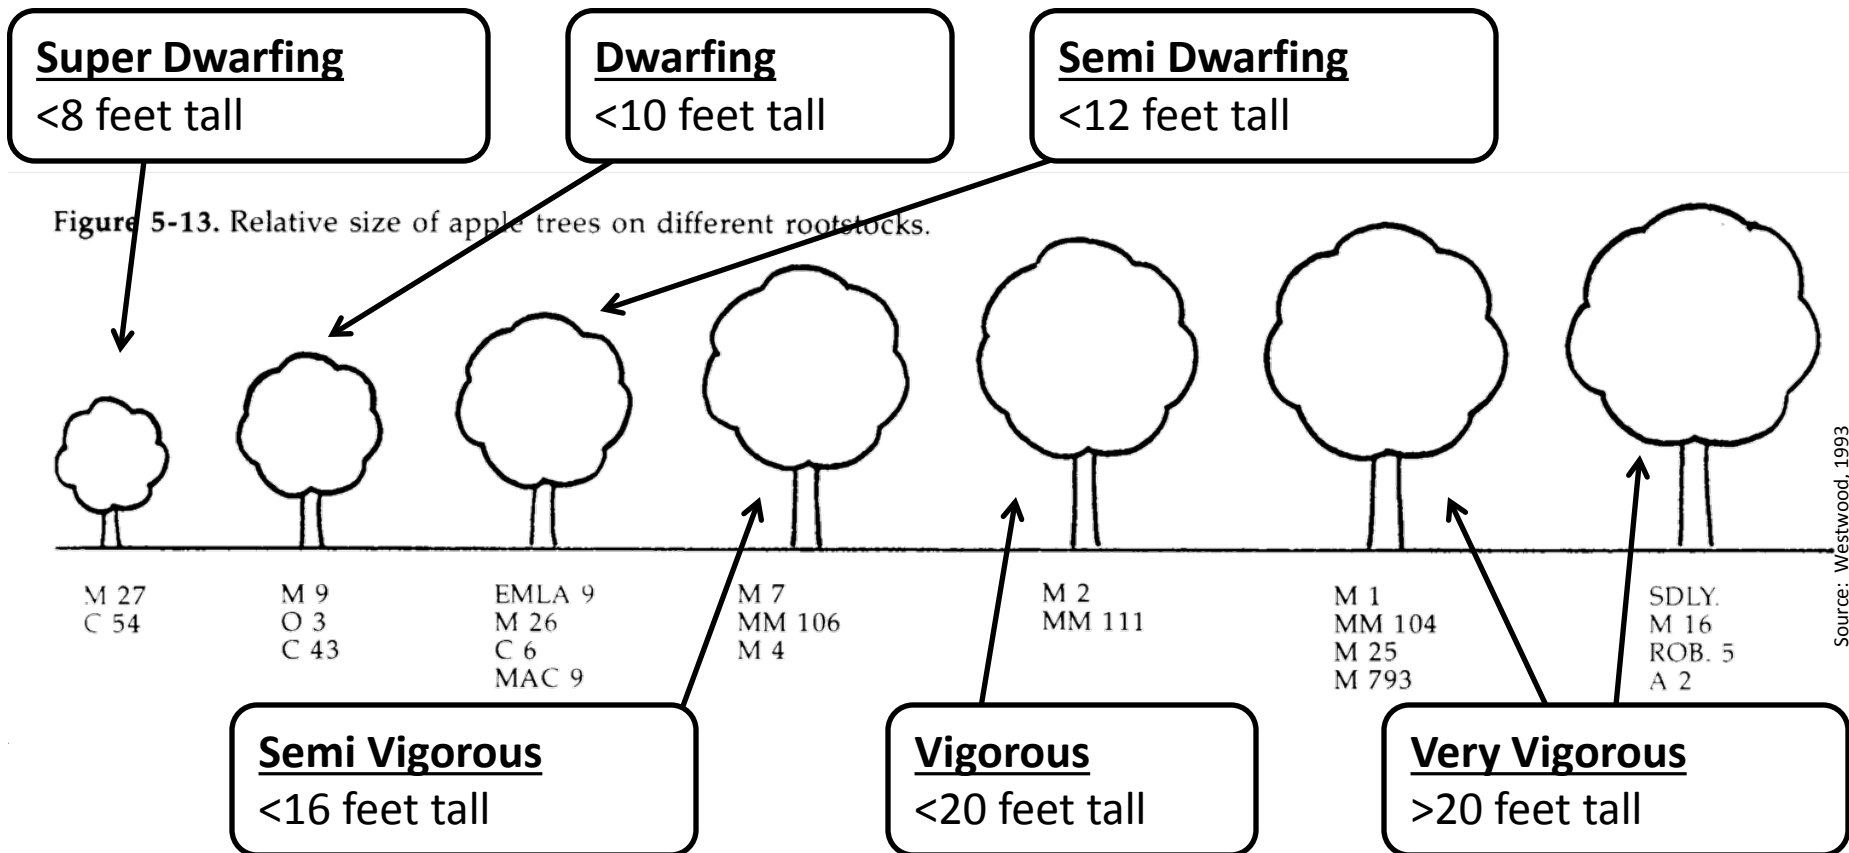 Super Dwarfing
<8 feet tall
Dwarfing
<10 feet tall
Semi Dwarfing
<12 feet tall
Figure 5-13. Relative size of apple trees on different rootstocks.
M 27
C 54
M 9
O 3
C 43
EMLA 9
M 26
C 6
MAC 9
M 7
MM 106
M 4
M 2
MM 111
M 1
MM 104
M 25
M 793
SDLY.
M 16
ROB. 5
A 2
Source: Westwood, 1993
Semi Vigorous
<16 feet tall
Vigorous
<20 feet tall
Very Vigorous
>20 feet tall